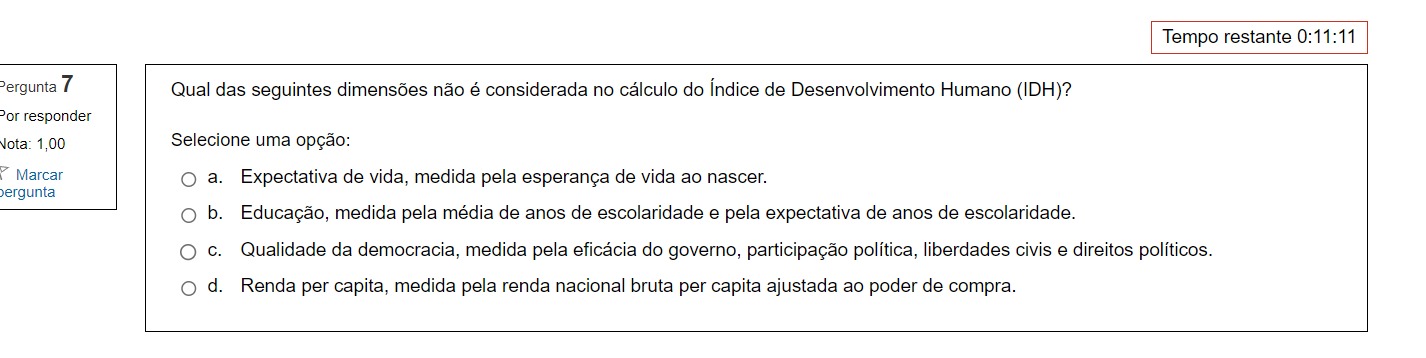 Tempo restante 0:11:11
Pergunta 7
Por responder
Nota: 1,00
Marcar
pergunta
Qual das seguintes dimensões não é considerada no cálculo do Índice de Desenvolvimento Humano (IDH)?
Selecione uma opção:
a. Expectativa de vida, medida pela esperança de vida ao nascer.
b. Educação, medida pela média de anos de escolaridade e pela expectativa de anos de escolaridade.
c. Qualidade da democracia, medida pela eficácia do governo, participação política, liberdades civis e direitos políticos.
d. Renda per capita, medida pela renda nacional bruta per capita ajustada ao poder de compra.